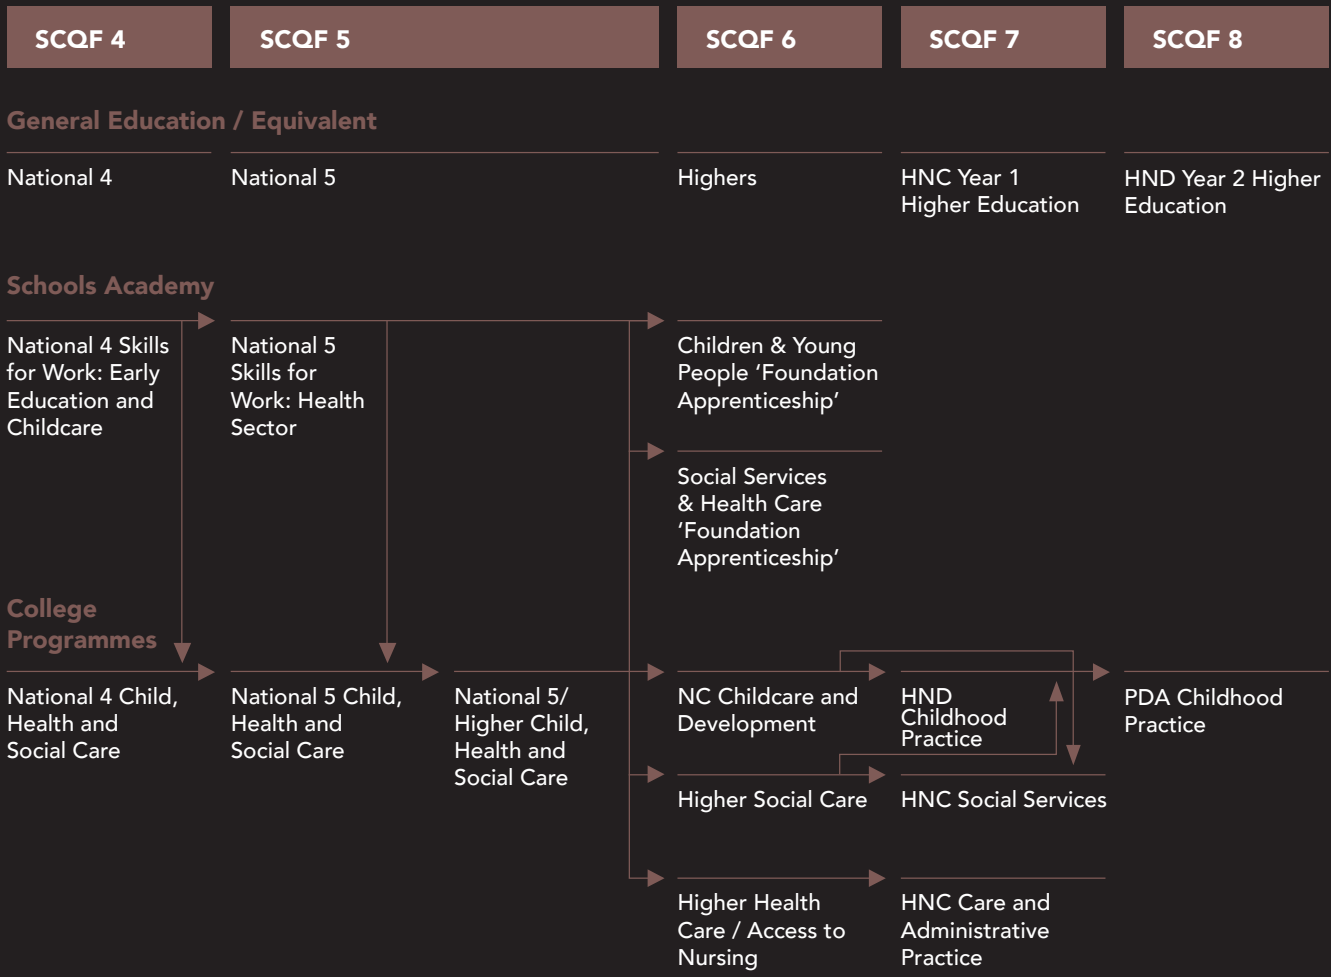 SCQF 4
SCQF 5
SCQF 6
SCQF 7
SCQF 8
General Education / Equivalent
National 4
National 5
Highers
HNC Year 1
Higher Education
HND Year 2 Higher
Education
Schools Academy
National 4 Skills
for Work: Early
Education and
Childcare
National 5
Skills for
Work: Health
Sector
Children & Young
People ‘Foundation
Apprenticeship’
Social Services
& Health Care
‘Foundation
Apprenticeship’
College
Programmes
National 4 Child,
Health and
Social Care
National 5 Child,
Health and
Social Care
National 5/
Higher Child,
Health and
Social Care
NC Childcare and
Development
HND
Childhood
Practice
PDA Childhood
Practice
Higher Social Care
HNC Social Services
Higher Health
Care / Access to
Nursing
HNC Care and
Administrative
Practice